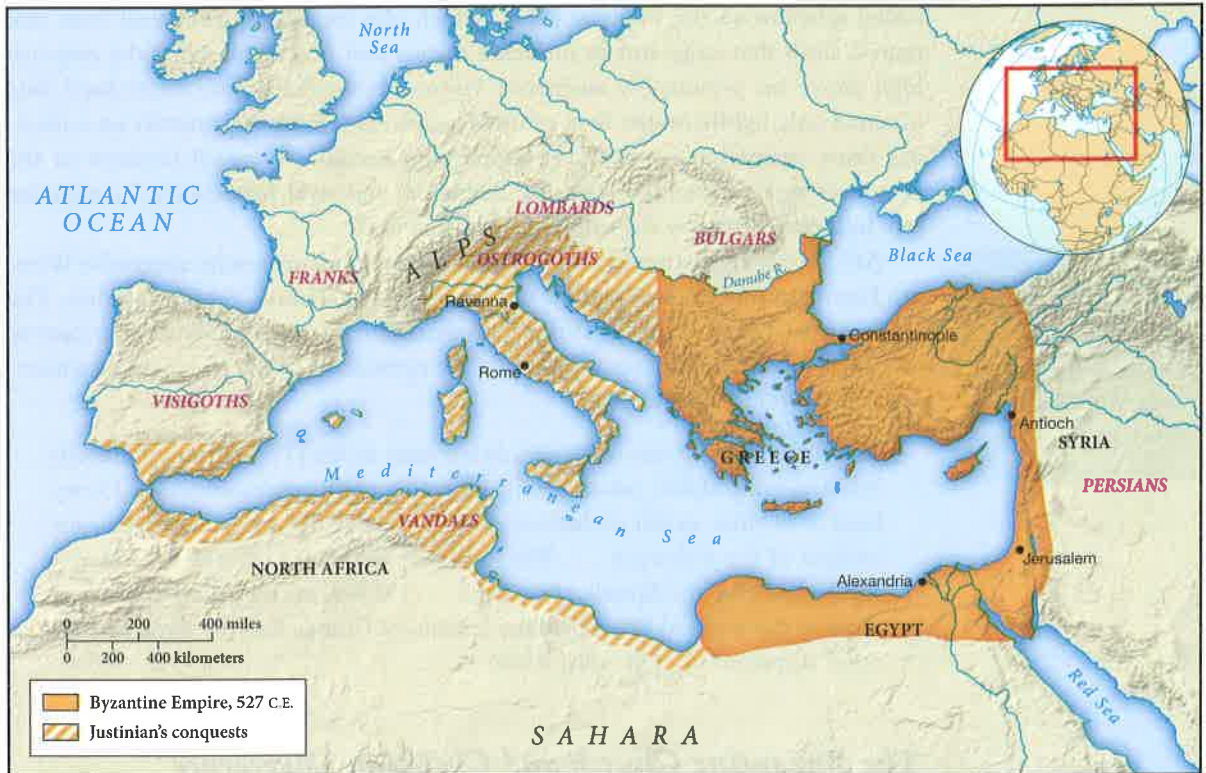 North
Sea
ATLANTIC
OCEAN
LOMBARDS
ALPS
OSTROGOTHS
BULGARS
Danube R.
Black Sea
FRANKS
Ravenna
Constantinople
Rome
VISIGOTHS
Antioch
SYRIA
GREECE
PERSIANS
Mediterranean Sea
VANDALS
NORTH AFRICA
Jerusalem
Alexandria
EGYPT
0 200 400 miles
0 200 400 kilometers
Red Sea
Byzantine Empire, 527 C.E.
Justinian's conquests
SAHARA